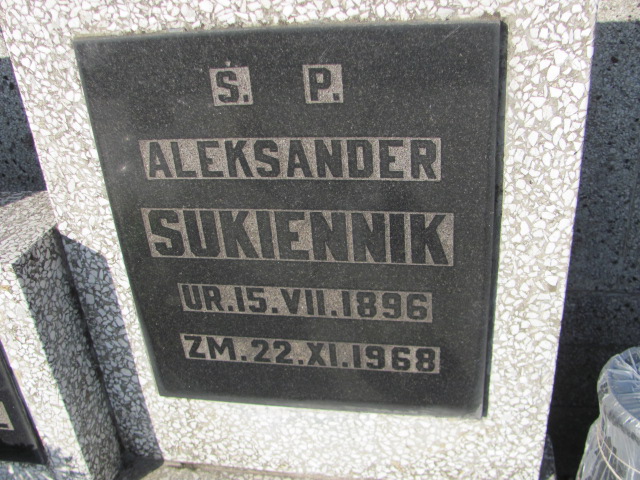 S. P.
ALEKSANDER
SUKIENNIK
UR.15.VII.1896
ZM.22.XI.1968